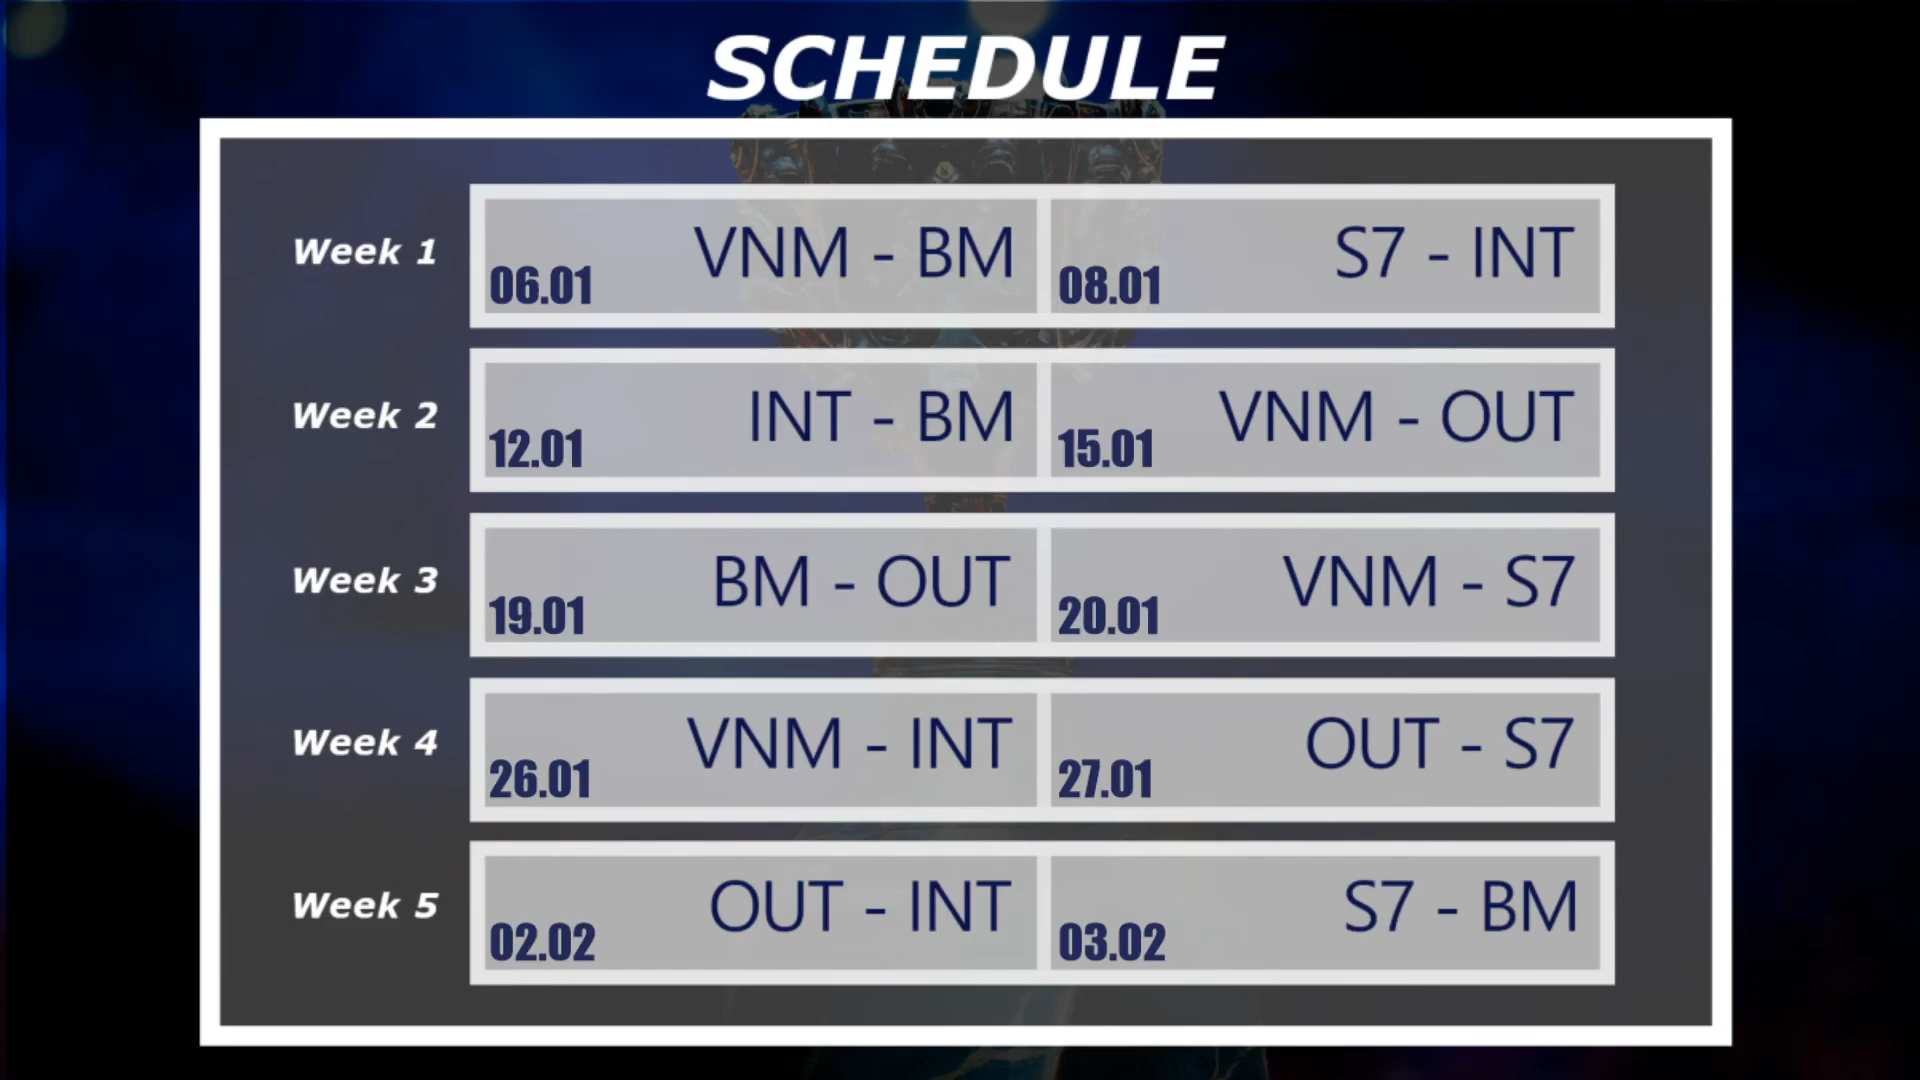 SCHEDULE
Week 1
06.01 VNM - BM
08.01 S7 - INT
Week 2
12.01 INT - BM
15.01 VNM - OUT
Week 3
19.01 BM - OUT
20.01 VNM - S7
Week 4
26.01 VNM - INT
27.01 OUT - S7
Week 5
02.02 OUT - INT
03.02 S7 - BM